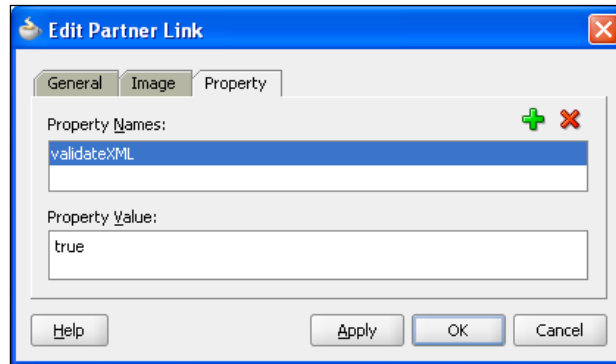 Edit Partner Link
General Image Property
Property Names:
validateXML
Property Value:
true
Help Apply OK Cancel